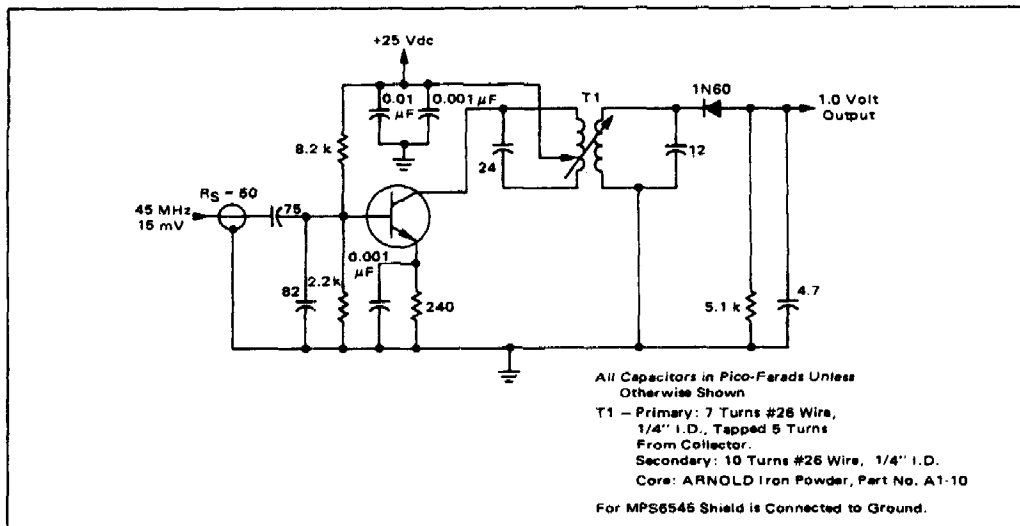 +25 Vdc
0.01 μF
0.001 μF
T1
1N60
1.0 Volt
Output
8.2 k
24
12
RS = 50
45 MHz
15 mV
75
0.001
μF
82
2.2 k
240
5.1 k
4.7
All Capacitors in Pico-Farads Unless
Otherwise Shown
T1 – Primary: 7 Turns #26 Wire,
1/4" I.D., Tapped 5 Turns
From Collector.
Secondary: 10 Turns #26 Wire, 1/4" I.D.
Core: ARNOLD Iron Powder, Part No. A1-10
For MPS6546 Shield is Connected to Ground.